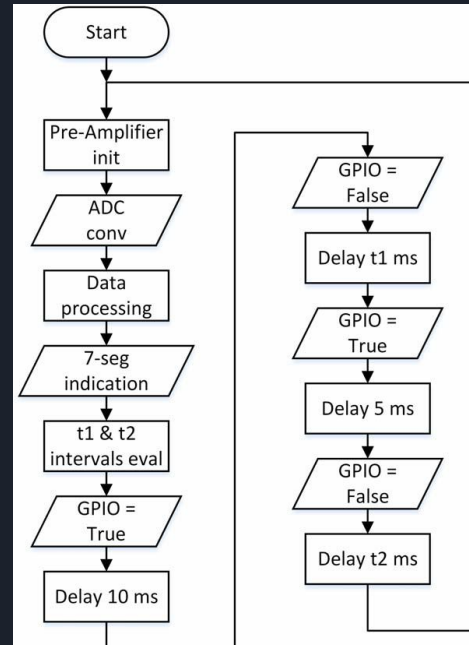 Start
Pre-Amplifier
init
ADC
conv
Data
processing
7-seg
indication
t1 & t2
intervals eval
GPIO =
True
Delay 10 ms
GPIO =
False
Delay t1 ms
GPIO =
True
Delay 5 ms
GPIO =
False
Delay t2 ms